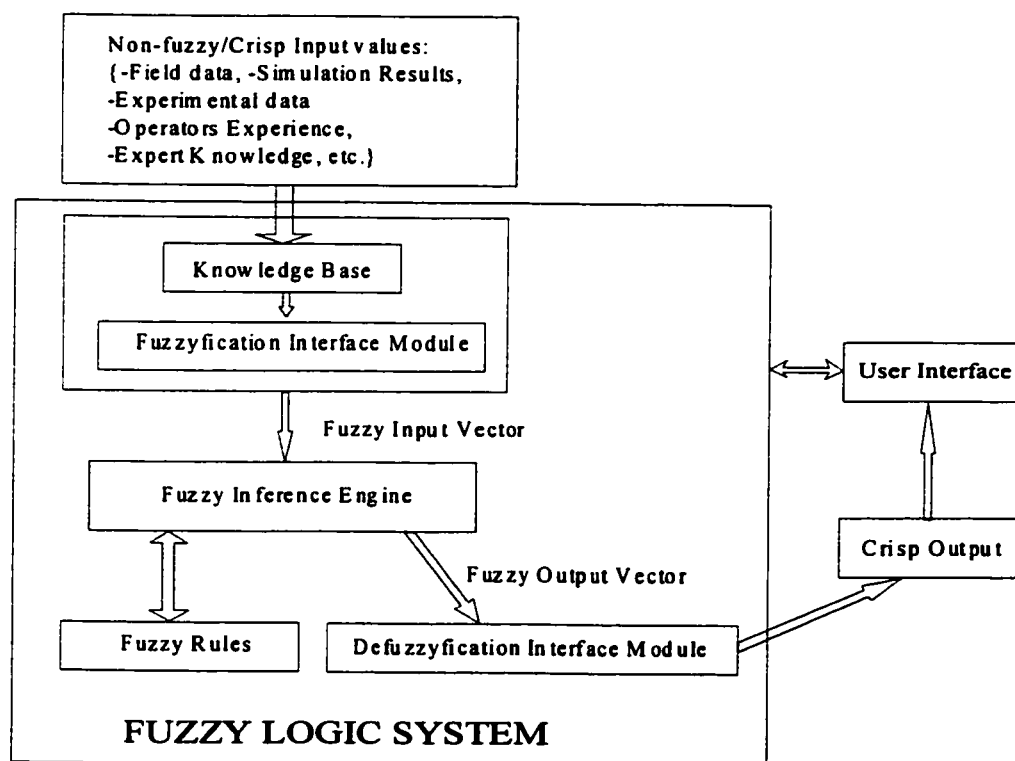 Non-fuzzy/Crisp Input values:
{-Field data, -Simulation Results,
-Experimental data
-Operators Experience,
-Expert Knowledge, etc.}
Knowledge Base
Fuzzyfication Interface Module
User Interface
Fuzzy Input Vector
Fuzzy Inference Engine
Crisp Output
Fuzzy Output Vector
Fuzzy Rules
Defuzzyfication Interface Module
FUZZY LOGIC SYSTEM